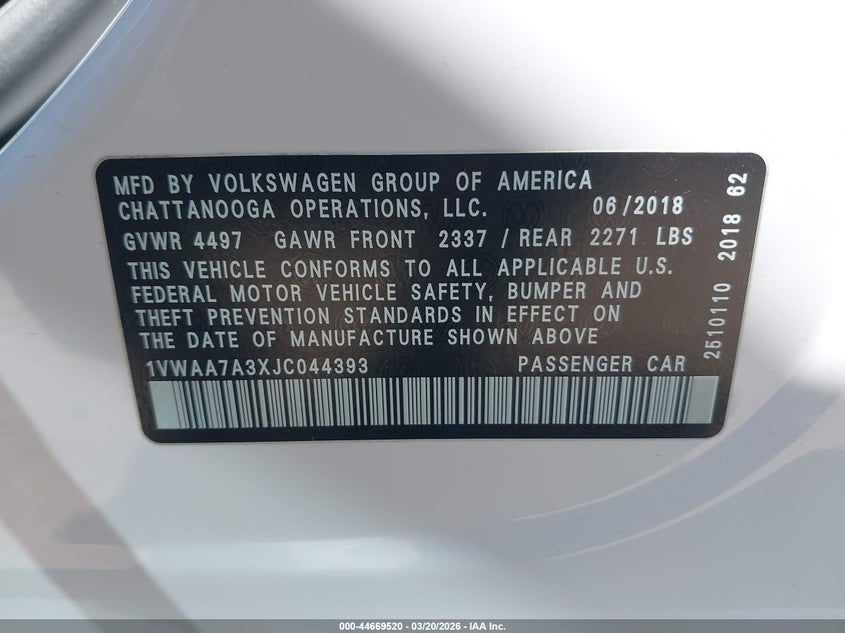 MFD BY VOLKSWAGEN GROUP OF AMERICA
CHATTANOOGA OPERATIONS, LLC. 06/2018
GVWR 4497 GAWR FRONT 2337 / REAR 2271 LBS
THIS VEHICLE CONFORMS TO ALL APPLICABLE U.S.
FEDERAL MOTOR VEHICLE SAFETY, BUMPER AND
THEFT PREVENTION STANDARDS IN EFFECT ON
THE DATE OF MANUFACTURE SHOWN ABOVE
1VWAA7A3XJC044393 PASSENGER CAR
2510110 2018 62
000-44669520 - 03/20/2026 - IAA Inc.